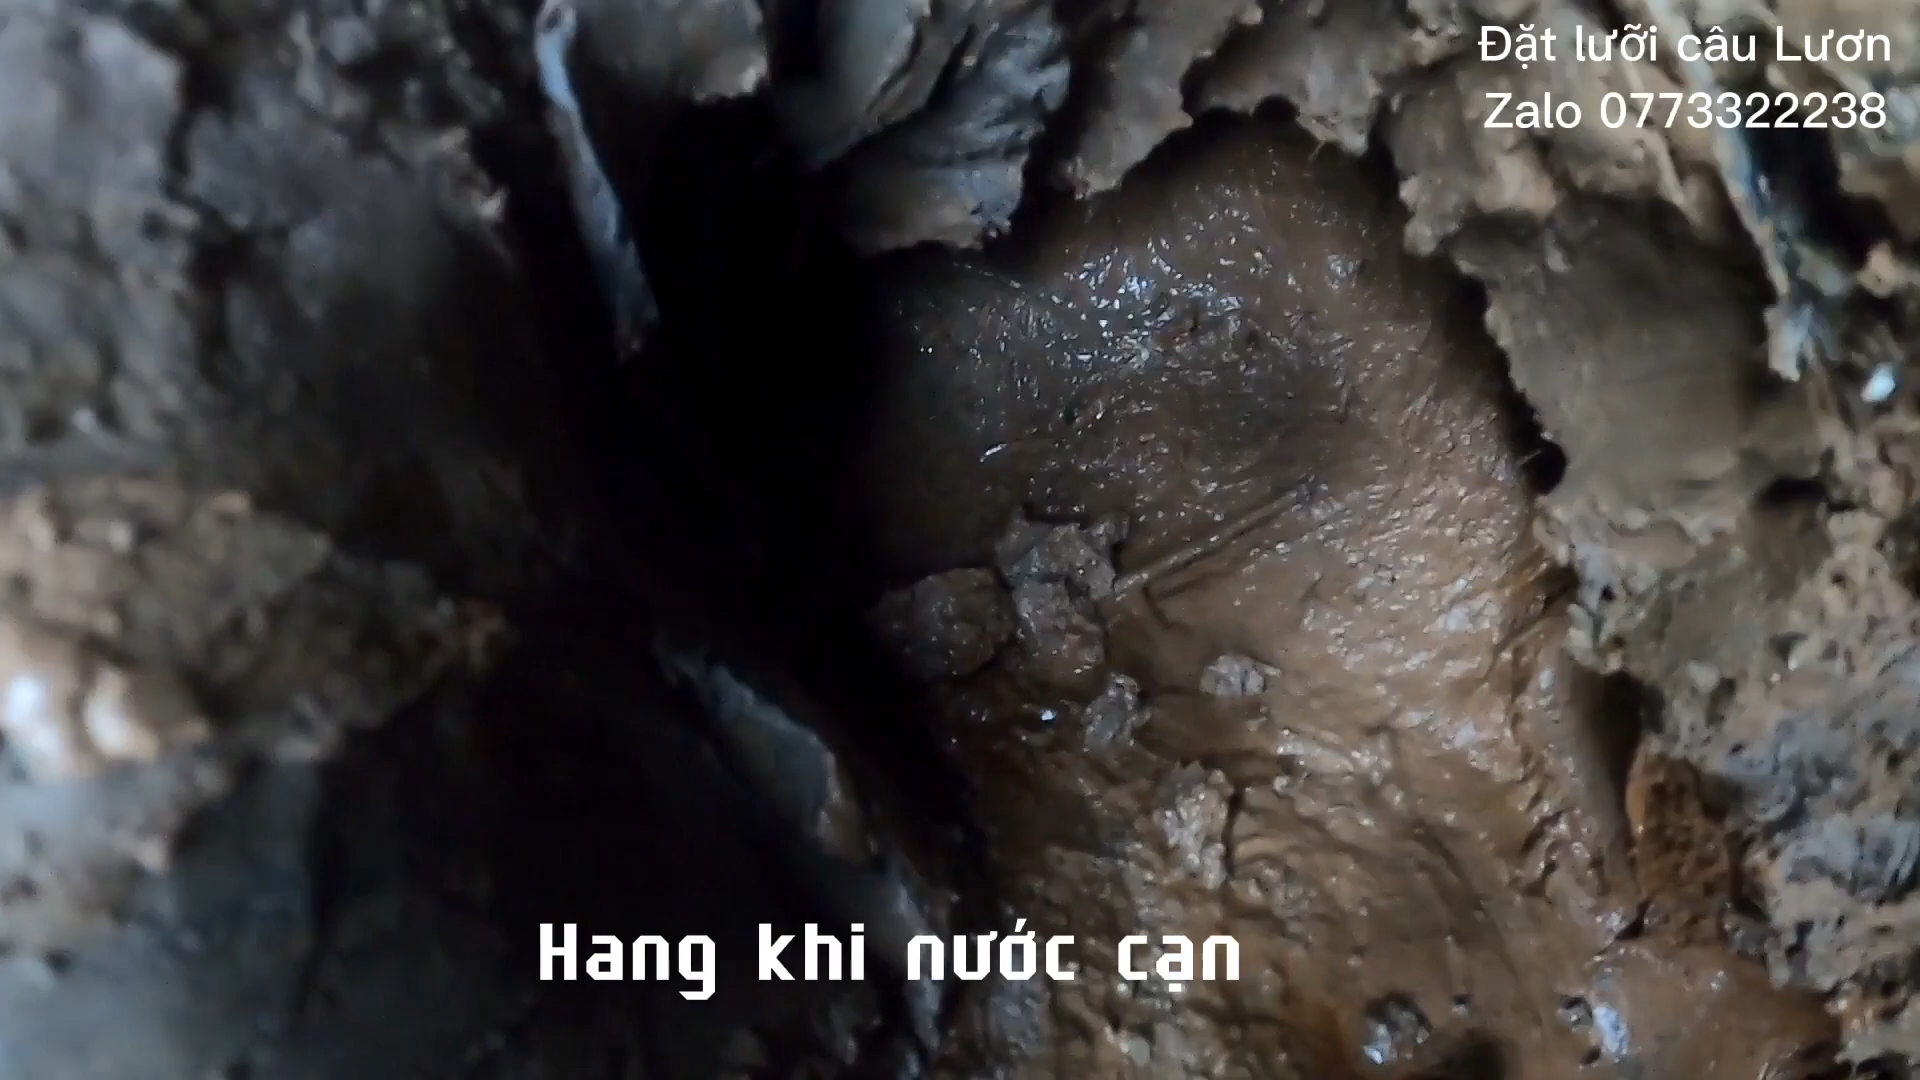 Đặt lưỡi câu Lươn
Zalo 0773322238
Hang khi nước cạn